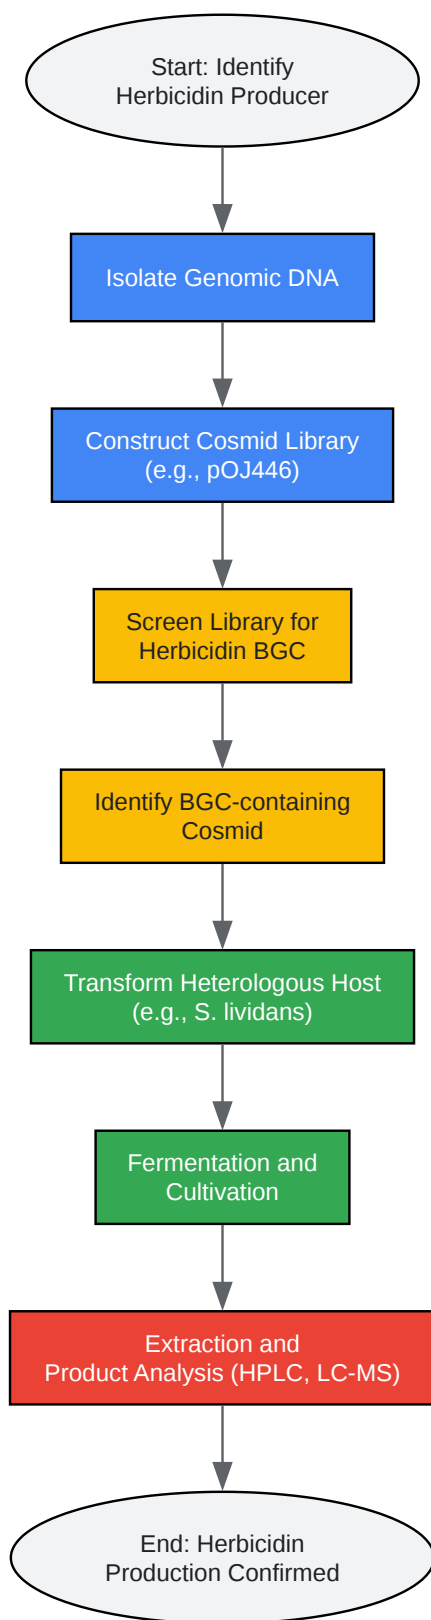 Start: Identify
Herbicidin Producer
Isolate Genomic DNA
Construct Cosmid Library
(e.g., pOJ446)
Screen Library for
Herbicidin BGC
Identify BGC-containing
Cosmid
Transform Heterologous Host
(e.g., S. lividans)
Fermentation and
Cultivation
Extraction and
Product Analysis (HPLC, LC-MS)
End: Herbicidin
Production Confirmed